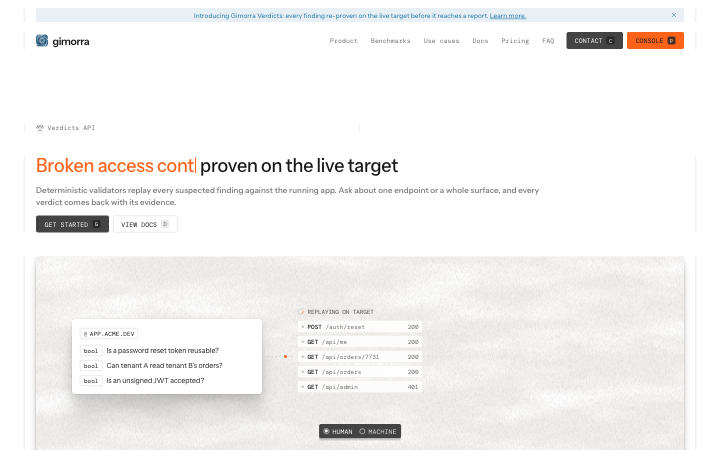 Introducing Gimorra Verdicts: every finding re-proven on the live target before it reaches a report. Learn more.
gimorra
Product Benchmarks Use cases Docs Pricing FAQ CONTACT C CONSOLE P
Verdicts API
Broken access cont proven on the live target
Deterministic validators replay every suspected finding against the running app. Ask about one endpoint or a whole surface, and every
verdict comes back with its evidence.
GET STARTED G VIEW DOCS D
@ APP.ACME.DEV
bool Is a password reset token reusable?
bool Can tenant A read tenant B's orders?
bool Is an unsigned JWT accepted?
REPLAYING ON TARGET
POST /auth/reset 200
GET /api/me 200
GET /api/orders/7731 200
GET /api/orders 200
GET /api/admin 401
HUMAN MACHINE